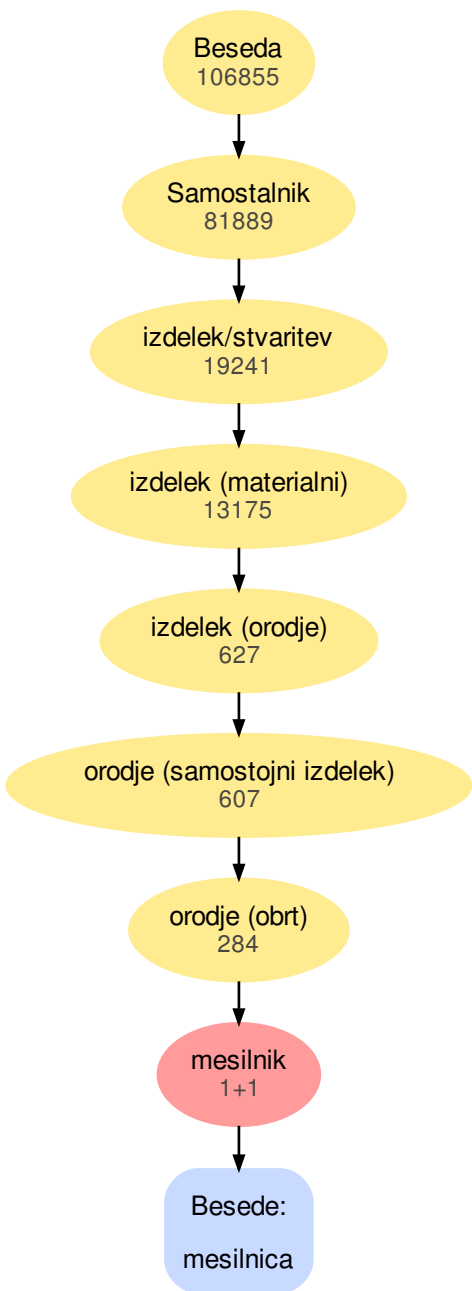 Beseda
106855
Samostalnik
81889
izdelek/stvaritev
19241
izdelek (materialni)
13175
izdelek (orodje)
627
orodje (samostojni izdelek)
607
orodje (obrt)
284
mesilnik
1+1
Besede:
mesilnica